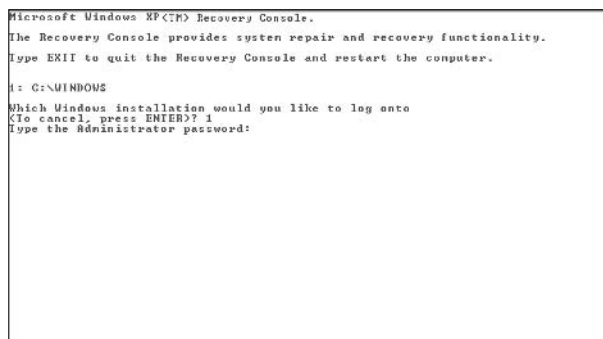 Microsoft Windows XP<TM> Recovery Console.
The Recovery Console provides system repair and recovery functionality.
Type EXIT to quit the Recovery Console and restart the computer.
1: C:\WINDOWS
Which Windows installation would you like to log onto
<To cancel, press ENTER>? 1
Type the Administrator password: